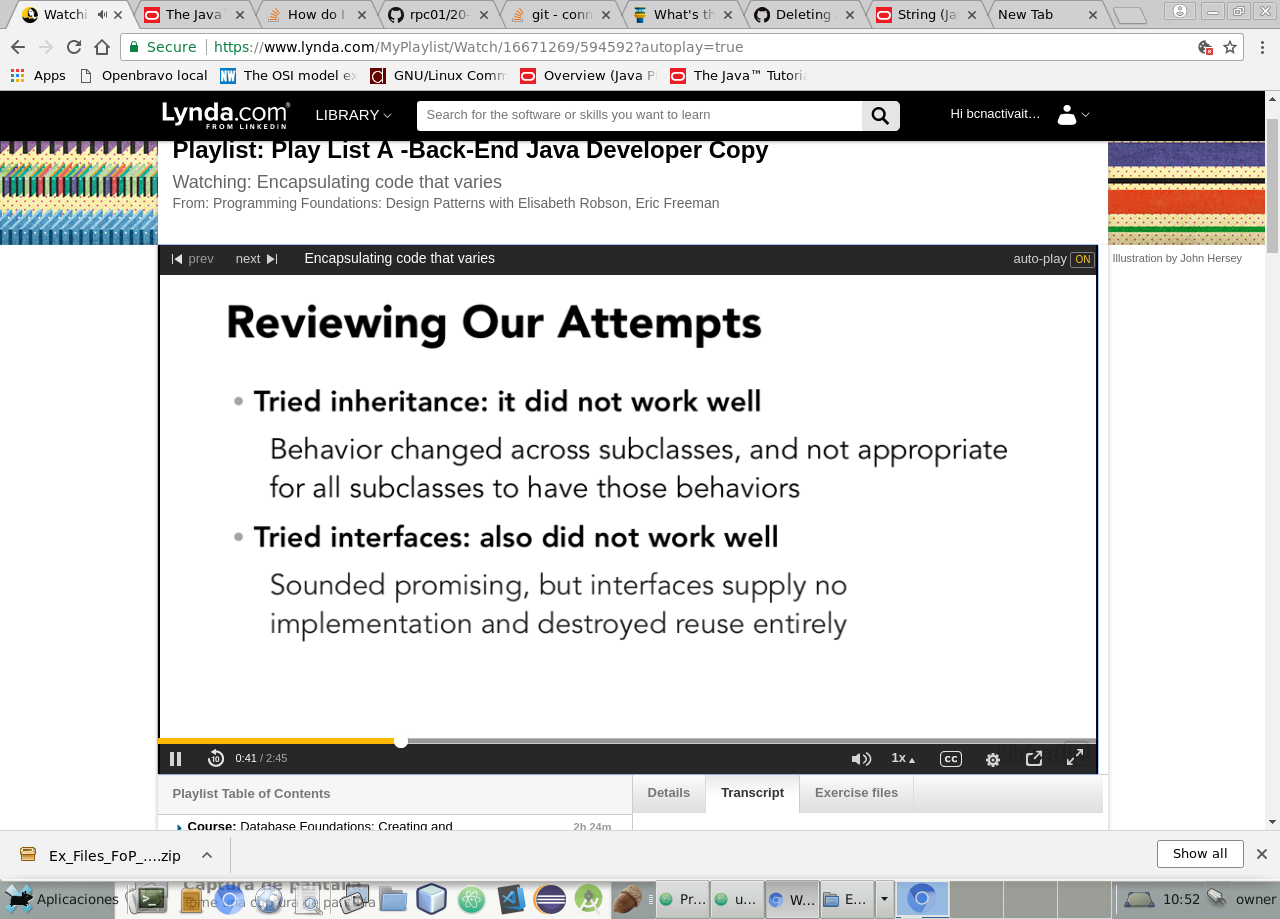 Watchi
The Java
How do I
rpc01/20-
git - conn
What's th
Deleting
String (Ja
New Tab
Secure https://www.lynda.com/MyPlaylist/Watch/16671269/594592?autoplay=true
Apps
Openbravo local
The OSI model ex
GNU/Linux Comm
Overview (Java P
The Java™ Tutoria
Lynda.com®
FROM LINKEDIN
LIBRARY
Search for the software or skills you want to learn
Hi bcnactivait...
Playlist: Play List A -Back-End Java Developer Copy
Watching: Encapsulating code that varies
From: Programming Foundations: Design Patterns with Elisabeth Robson, Eric Freeman
Illustration by John Hersey
prev next Encapsulating code that varies auto-play ON
Reviewing Our Attempts
• Tried inheritance: it did not work well
Behavior changed across subclasses, and not appropriate
for all subclasses to have those behaviors
• Tried interfaces: also did not work well
Sounded promising, but interfaces supply no
implementation and destroyed reuse entirely
10 0:41 / 2:45 1x cc
Playlist Table of Contents
Details Transcript Exercise files
Course: Database Foundations: Creating and 2h 24m
Ex_Files_FoP_....zip
Show all
Captura de pantalla
Tome una captura de pantalla
Aplicaciones
Pr...
u...
W...
E...
10:52
owner